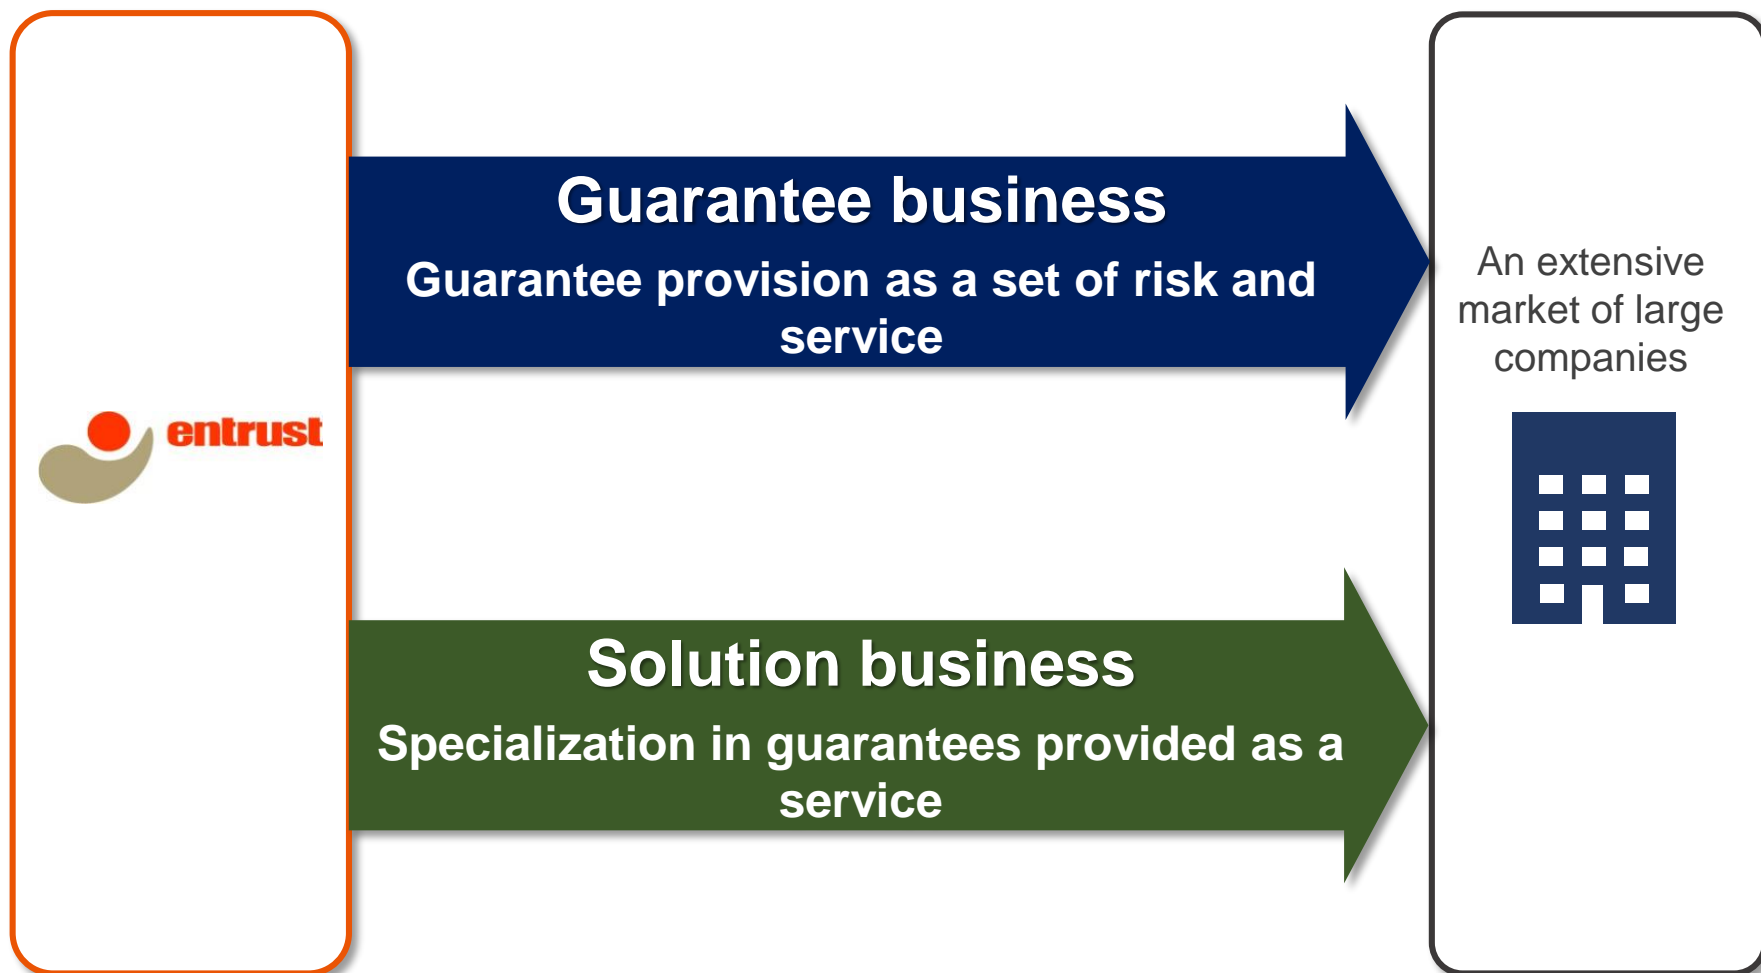 entrust
Guarantee business
Guarantee provision as a set of risk and
service
Solution business
Specialization in guarantees provided as a
service
An extensive
market of large
companies